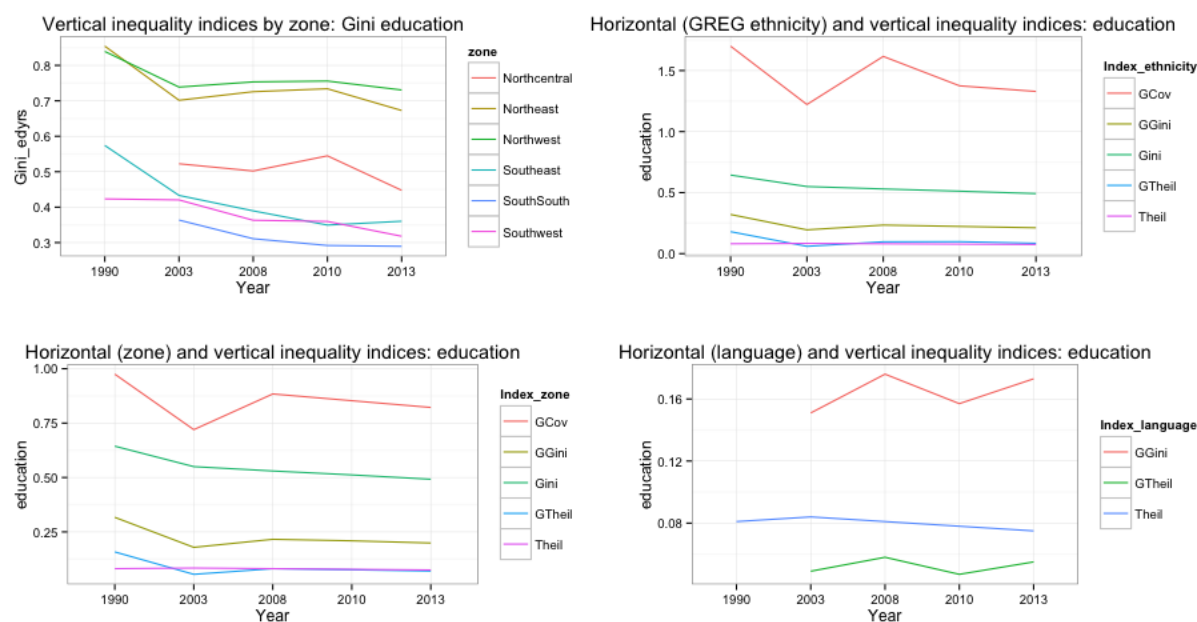 Vertical inequality indices by zone: Gini education
Gini_edyrs
0.8
0.7
0.6
0.5
0.4
0.3
1990
2003
2008
2010
2013
Year
zone
Northcentral
Northeast
Northwest
Southeast
SouthSouth
Southwest
Horizontal (GREG ethnicity) and vertical inequality indices: education
education
1.5
1.0
0.5
0.0
1990
2003
2008
2010
2013
Year
Index_ethnicity
GCov
GGini
Gini
GTheil
Theil
Horizontal (zone) and vertical inequality indices: education
education
1.00
0.75
0.50
0.25
1990
2003
2008
2010
2013
Year
Index_zone
GCov
GGini
Gini
GTheil
Theil
Horizontal (language) and vertical inequality indices: education
education
0.16
0.12
0.08
1990
2003
2008
2010
2013
Year
Index_language
GGini
GTheil
Theil